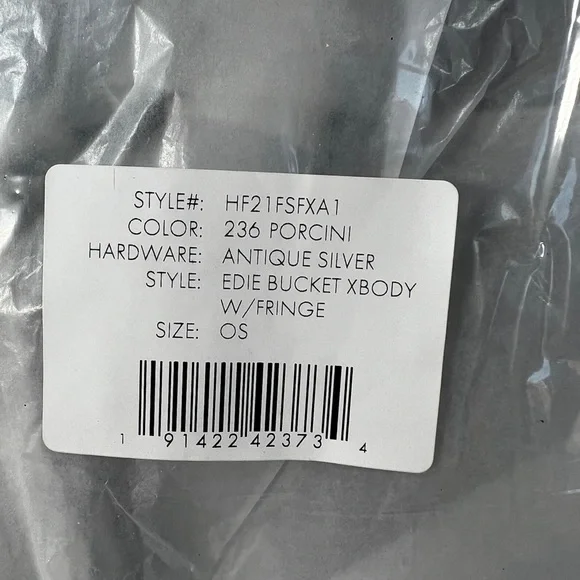 STYLE#: HF21FSFXA1
COLOR: 236 PORCINI
HARDWARE: ANTIQUE SILVER
STYLE: EDIE BUCKET XBODY
W/FRINGE
SIZE: OS
1 91422 42373 4